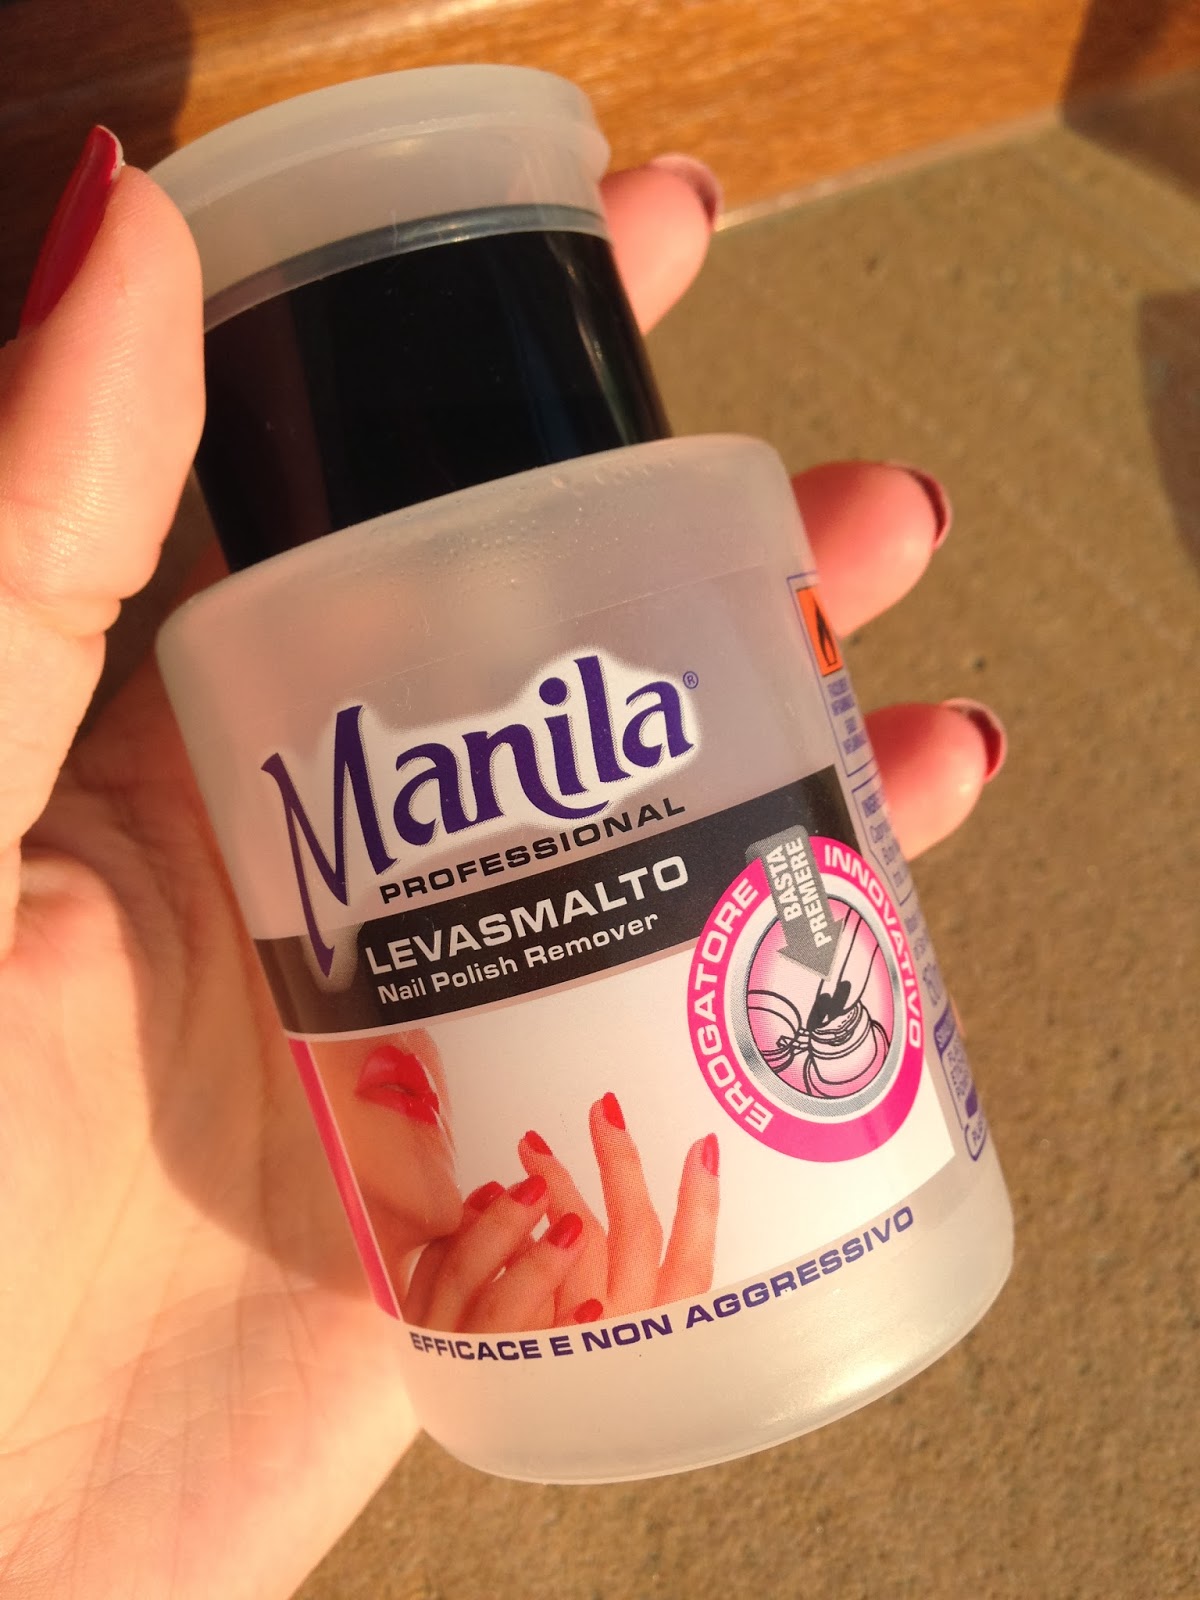 Manila®
PROFESSIONAL
LEVASMALTO
Nail Polish Remover
BASTA
PREMERE
EROGATORE INNOVATIVO
EFFICACE E NON AGGRESSIVO